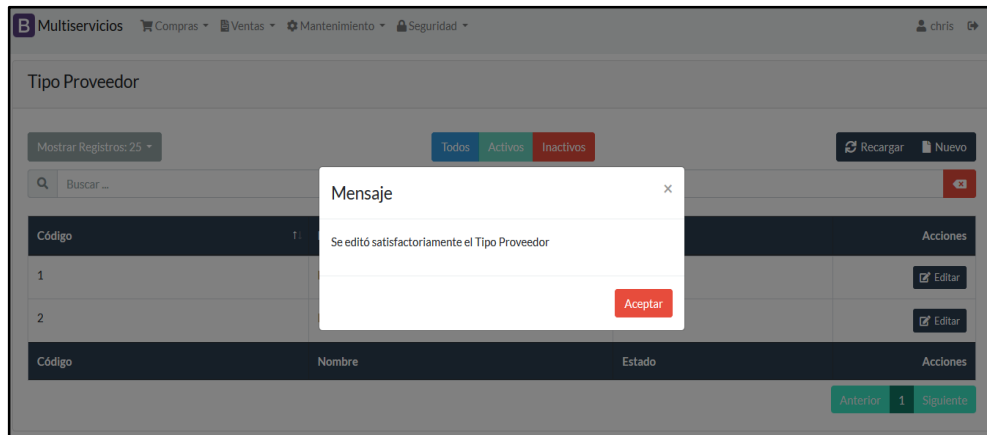 B Multiservicios Compras Ventas Mantenimiento Seguridad chris
Tipo Proveedor
Mostrar Registros: 25 Todos Activos Inactivos Recargar Nuevo
Buscar ...
Mensaje ×
Código Acciones
Se editó satisfactoriamente el Tipo Proveedor
1 Editar
Aceptar
2 Editar
Código Nombre Estado Acciones
Anterior 1 Siguiente